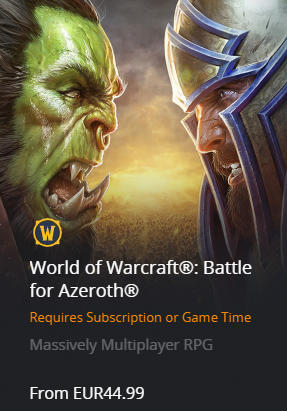 W
World of Warcraft®: Battle
for Azeroth®
Requires Subscription or Game Time
Massively Multiplayer RPG
From EUR44.99